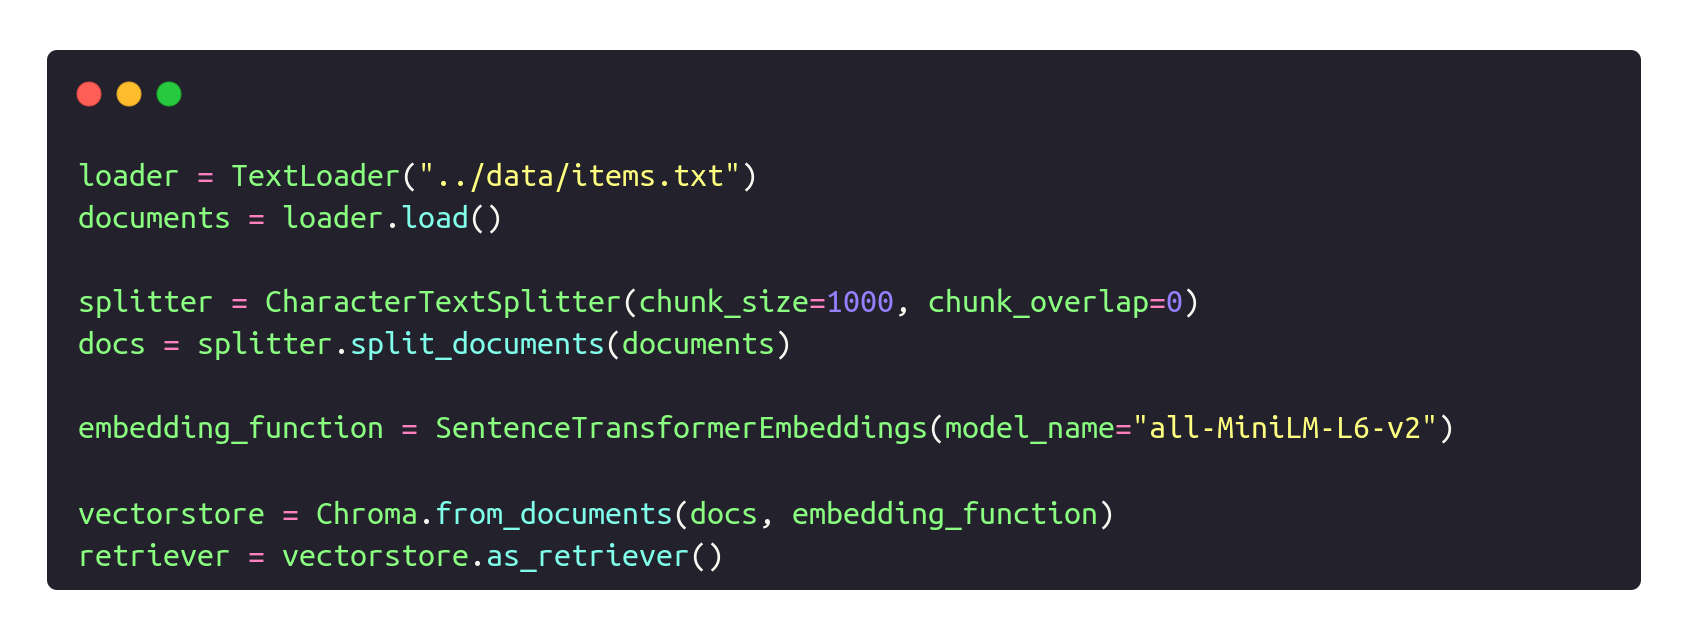 loader = TextLoader("../data/items.txt")
documents = loader.load()
splitter = CharacterTextSplitter(chunk_size=1000, chunk_overlap=0)
docs = splitter.split_documents(documents)
embedding_function = SentenceTransformerEmbeddings(model_name="all-MiniLM-L6-v2")
vectorstore = Chroma.from_documents(docs, embedding_function)
retriever = vectorstore.as_retriever()